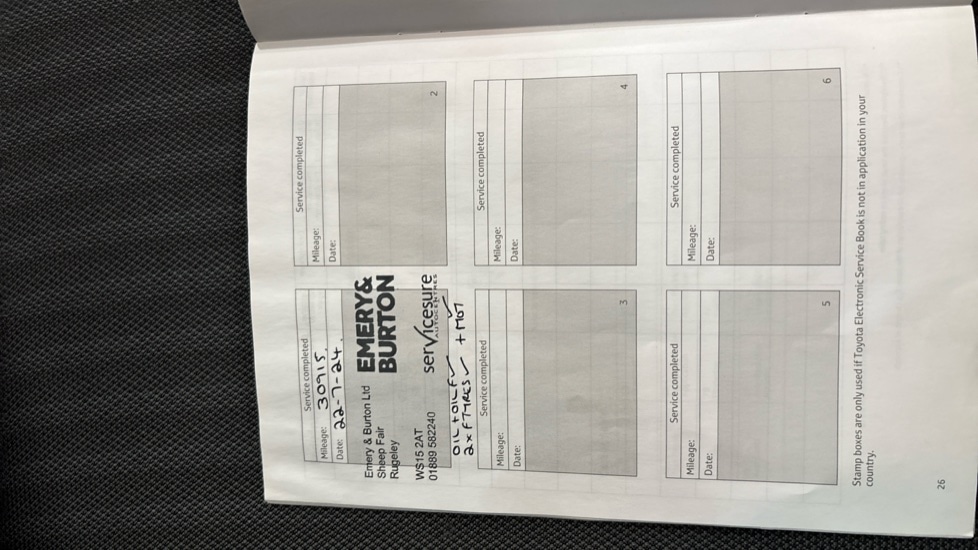 Service completed
Mileage: 30915
Date: 22-7-24
Emery & Burton Ltd
Sheep Fair
Rugeley
WS15 2AT
01889 582240
EMERY&
BURTON
servicesure
AUTOCENTRES
OIL + OIL F ✓
2 x F TYRES ✓ + MOT ✓
Service completed
Mileage:
Date:
2
Service completed
Mileage:
Date:
3
Service completed
Mileage:
Date:
4
Service completed
Mileage:
Date:
5
Service completed
Mileage:
Date:
6
Stamp boxes are only used if Toyota Electronic Service Book is not in application in your
country.
26